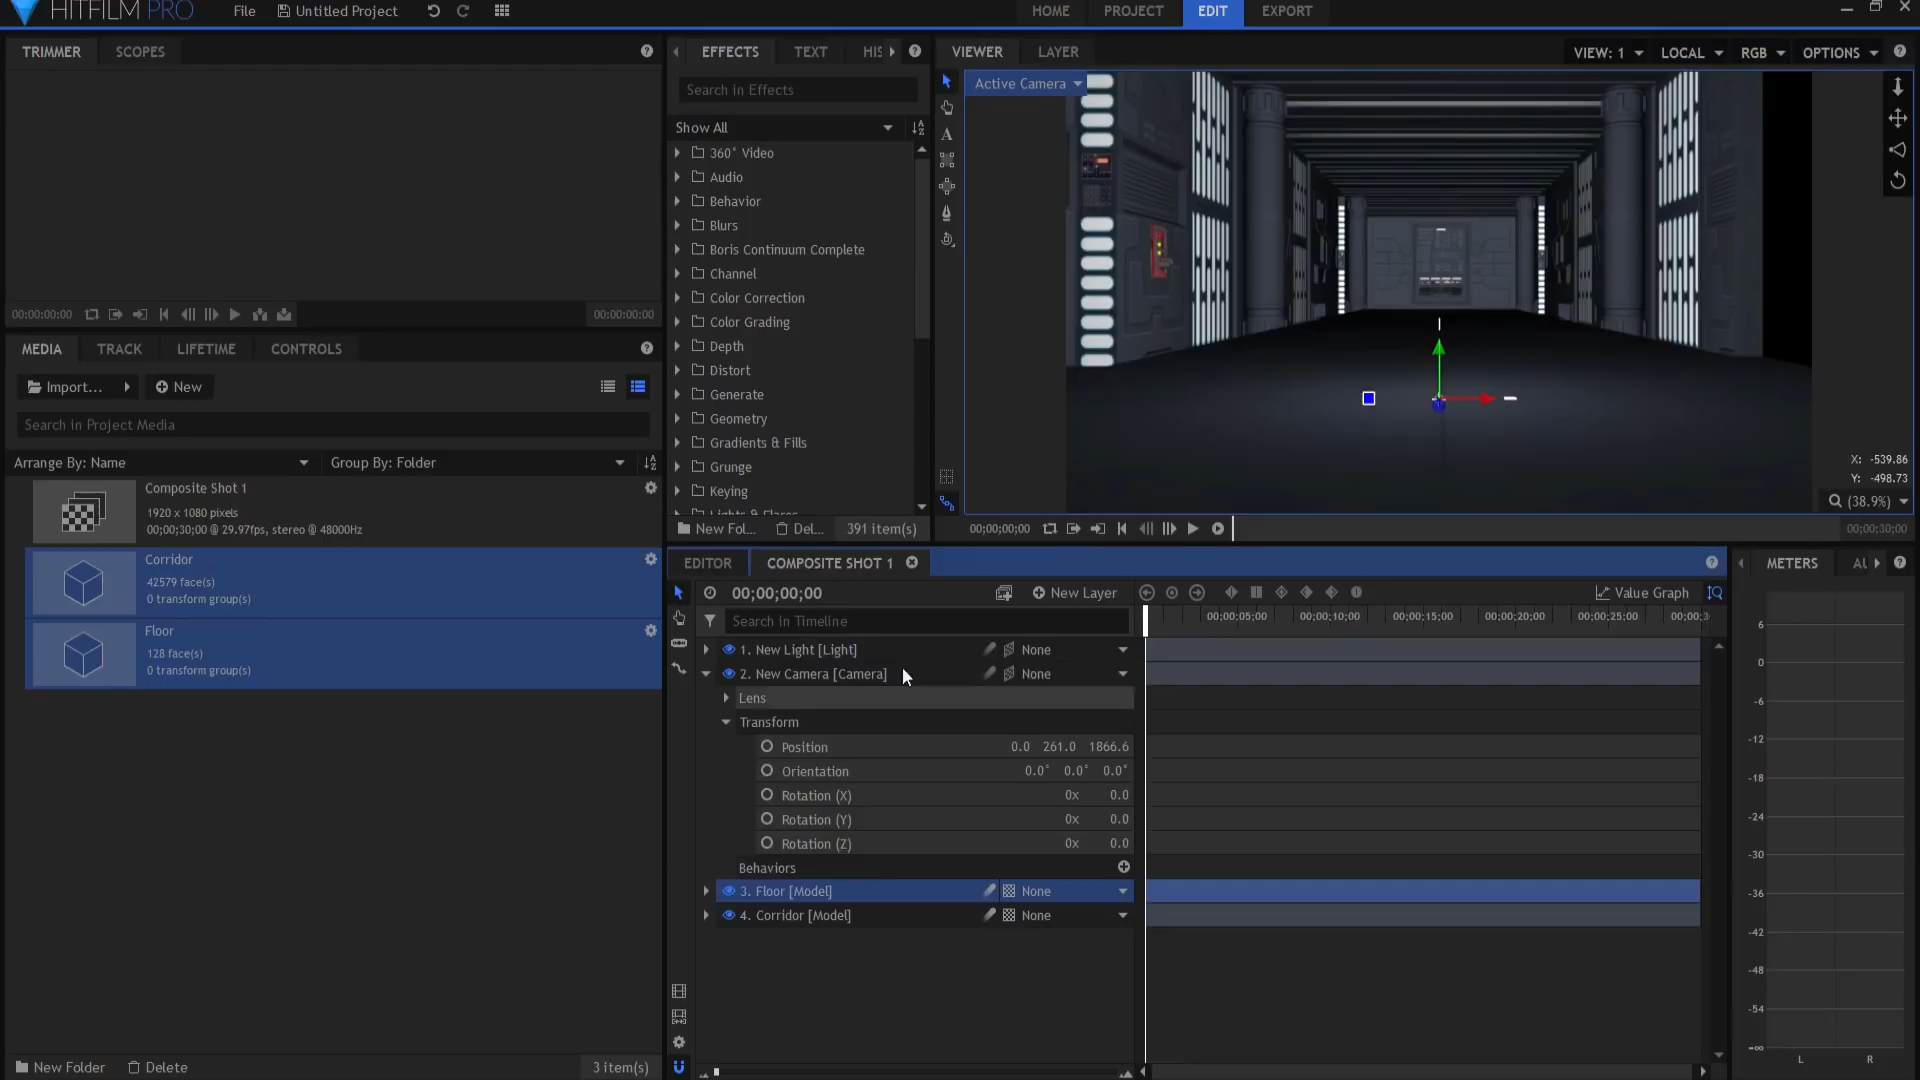 HITFILM PRO
File
Untitled Project
HOME
PROJECT
EDIT
EXPORT
TRIMMER
SCOPES
00:00:00;00
00:00:00;00
MEDIA
TRACK
LIFETIME
CONTROLS
Import...
New
Search in Project Media
Arrange By: Name
Group By: Folder
Composite Shot 1
1920 x 1080 pixels
00;00;30;00 @ 29.97fps, stereo @ 48000Hz
Corridor
42579 face(s)
0 transform group(s)
Floor
128 face(s)
0 transform group(s)
New Folder
Delete
3 item(s)
EFFECTS
TEXT
HIS
Search in Effects
Show All
360° Video
Audio
Behavior
Blurs
Boris Continuum Complete
Channel
Color Correction
Color Grading
Depth
Distort
Generate
Geometry
Gradients & Fills
Grunge
Keying
Lights & Flares
New Fol...
Del...
391 item(s)
VIEWER
LAYER
VIEW: 1
LOCAL
RGB
OPTIONS
Active Camera
X: -539.86
Y: -498.73
(38.9%)
00;00;00;00
00;00;30;00
EDITOR
COMPOSITE SHOT 1
00;00;00;00
New Layer
Value Graph
Search in Timeline
00;00;05;00
00;00;10;00
00;00;15;00
00;00;20;00
00;00;25;00
00;00;3
1. New Light [Light]
None
2. New Camera [Camera]
None
Lens
Transform
Position
0.0 261.0 1866.6
Orientation
0.0° 0.0° 0.0°
Rotation (X)
0x 0.0
Rotation (Y)
0x 0.0
Rotation (Z)
0x 0.0
Behaviors
3. Floor [Model]
None
4. Corridor [Model]
None
METERS
AU
6
0
-6
-12
-18
-24
-30
-36
-42
-48
-54
-∞
L
R